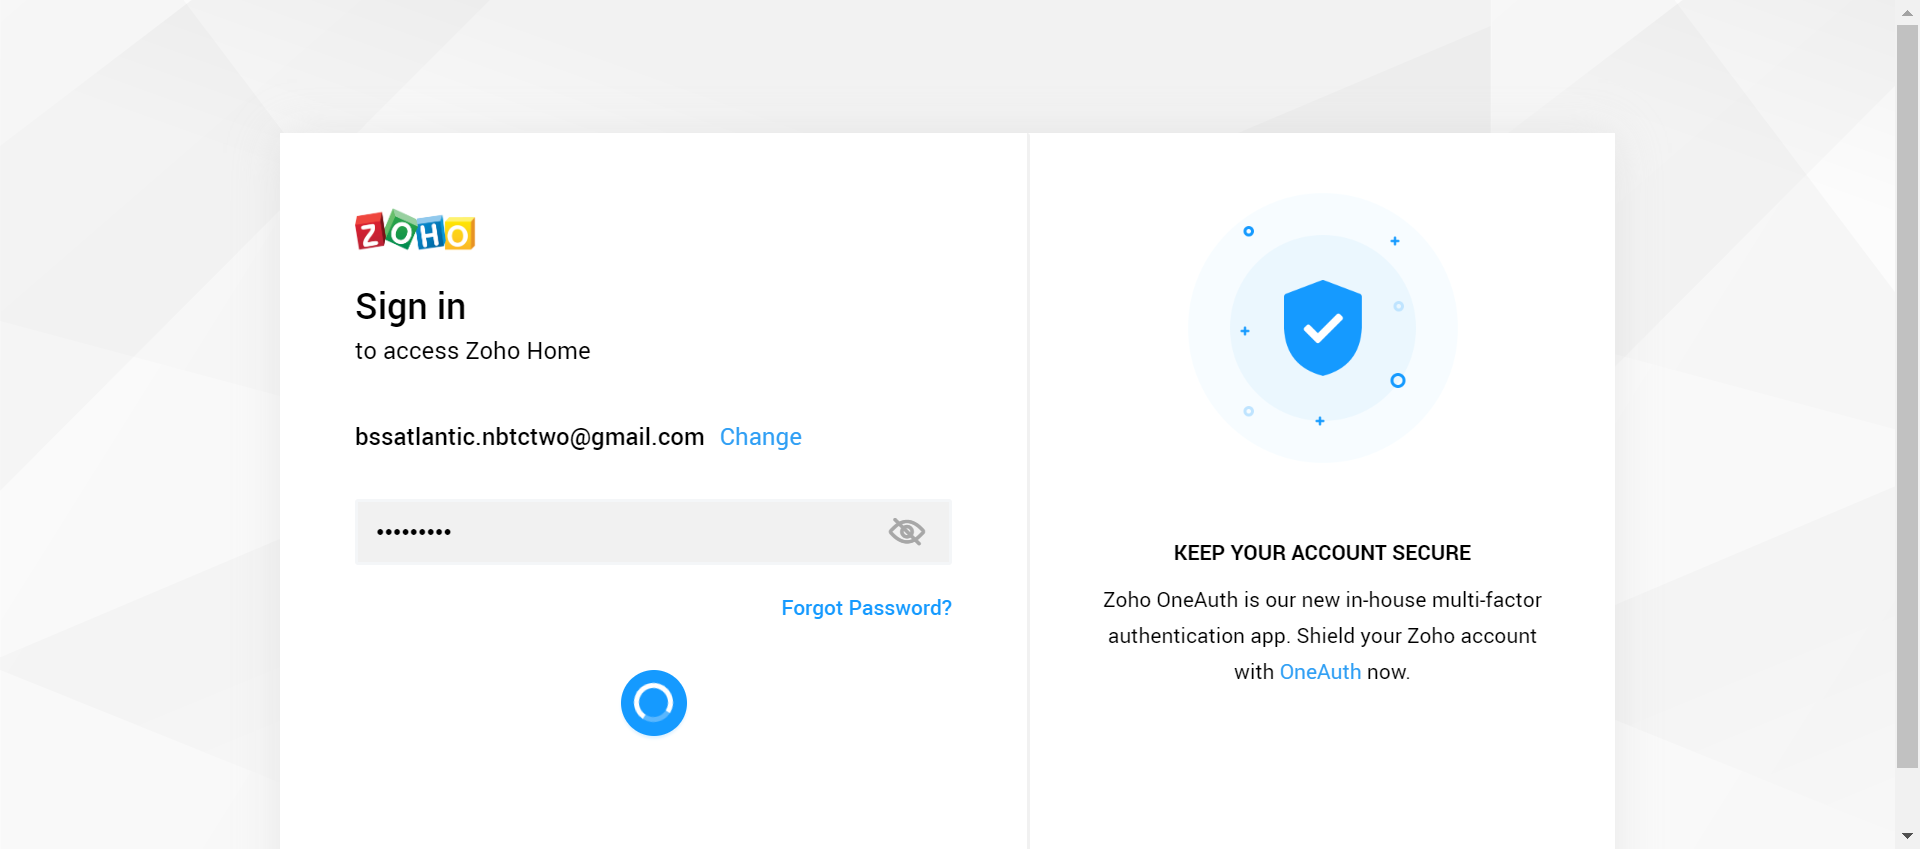 ZOHO
Sign in
to access Zoho Home
bssatlantic.nbtctwo@gmail.com Change
•••••••••
Forgot Password?
KEEP YOUR ACCOUNT SECURE
Zoho OneAuth is our new in-house multi-factor
authentication app. Shield your Zoho account
with OneAuth now.